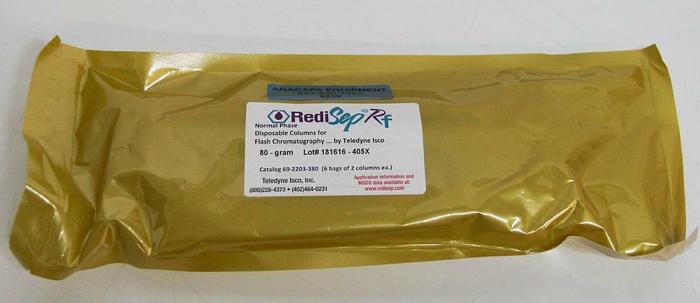 ANACAPA EQUIPMENT
RediSep Rf
Normal Phase
Disposable Columns for
Flash Chromatography ... by Teledyne Isco
80 - gram Lot# 181616 - 405X
Catalog 69-2203-380 (6 bags of 2 columns ea.)
Teledyne Isco, Inc.
(800)228-4373 • (402)464-0231
Application information and
MSDS data available at:
www.redisep.com